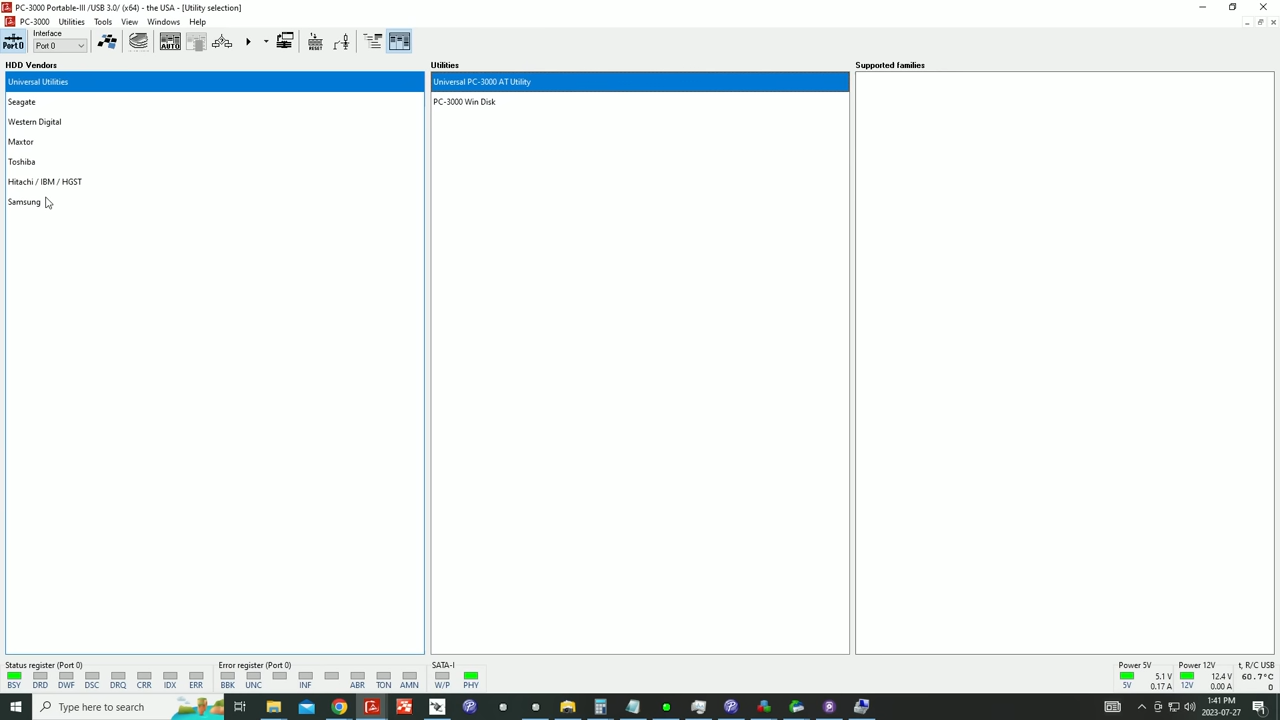 PC-3000 Portable-III /USB 3.0/ (x64) - the USA - [Utility selection]
PC-3000 Utilities Tools View Windows Help
Port 0 Interface
Port 0
AUTO
RESET
HDD Vendors Utilities Supported families
Universal Utilities Universal PC-3000 AT Utility
Seagate PC-3000 Win Disk
Western Digital
Maxtor
Toshiba
Hitachi / IBM / HGST
Samsung
Status register (Port 0) Error register (Port 0) SATA-I Power 5V Power 12V t, R/C USB
5.1 V 12.4 V 60.7°C
BSY DRD DWF DSC DRQ CRR IDX ERR BBK UNC INF ABR TON AMN W/P PHY 5V 0.17 A 12V 0.00 A 0
Type here to search 1:41 PM
2023-07-27